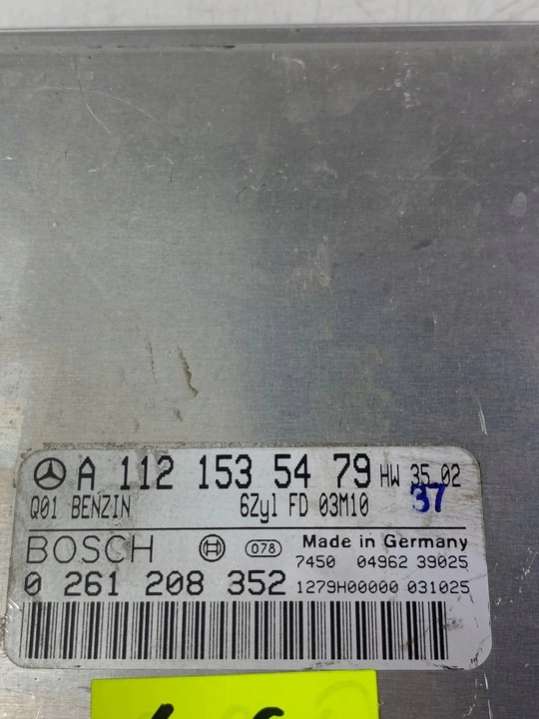 A 112 153 54 79 HW 35.02
Q01 BENZIN 6Zyl FD 03M10 37
BOSCH 078 Made in Germany
7450 04962 39025
0 261 208 352 1279H00000 031025